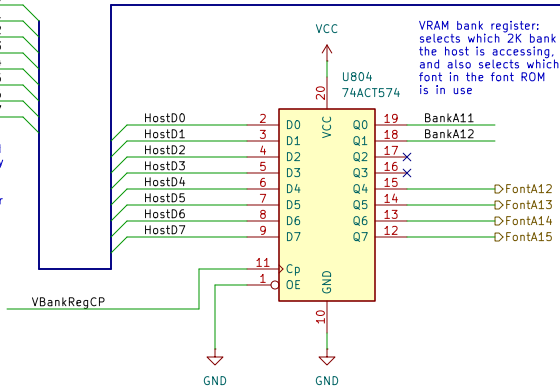 VCC
VRAM bank register:
selects which 2K bank
the host is accessing,
and also selects which
font in the font ROM
is in use
U804
74ACT574
20
VCC
HostD0 2 D0 Q0 19 BankA11
HostD1 3 D1 Q1 18 BankA12
HostD2 4 D2 Q2 17
HostD3 5 D3 Q3 16
HostD4 6 D4 Q4 15 FontA12
HostD5 7 D5 Q5 14 FontA13
HostD6 8 D6 Q6 13 FontA14
HostD7 9 D7 Q7 12 FontA15
11 Cp
1 OE
GND
VBankRegCP
10
GND
GND